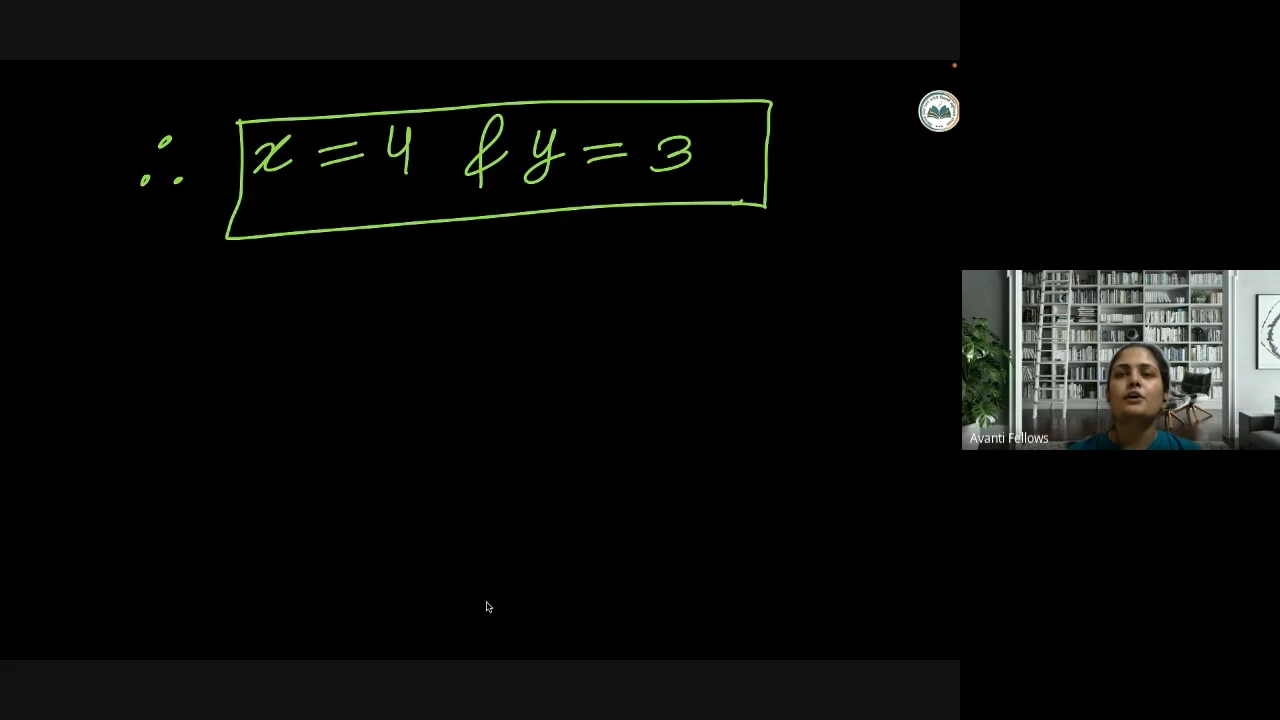 ∴ x = 4 & y = 3
Avanti Fellows